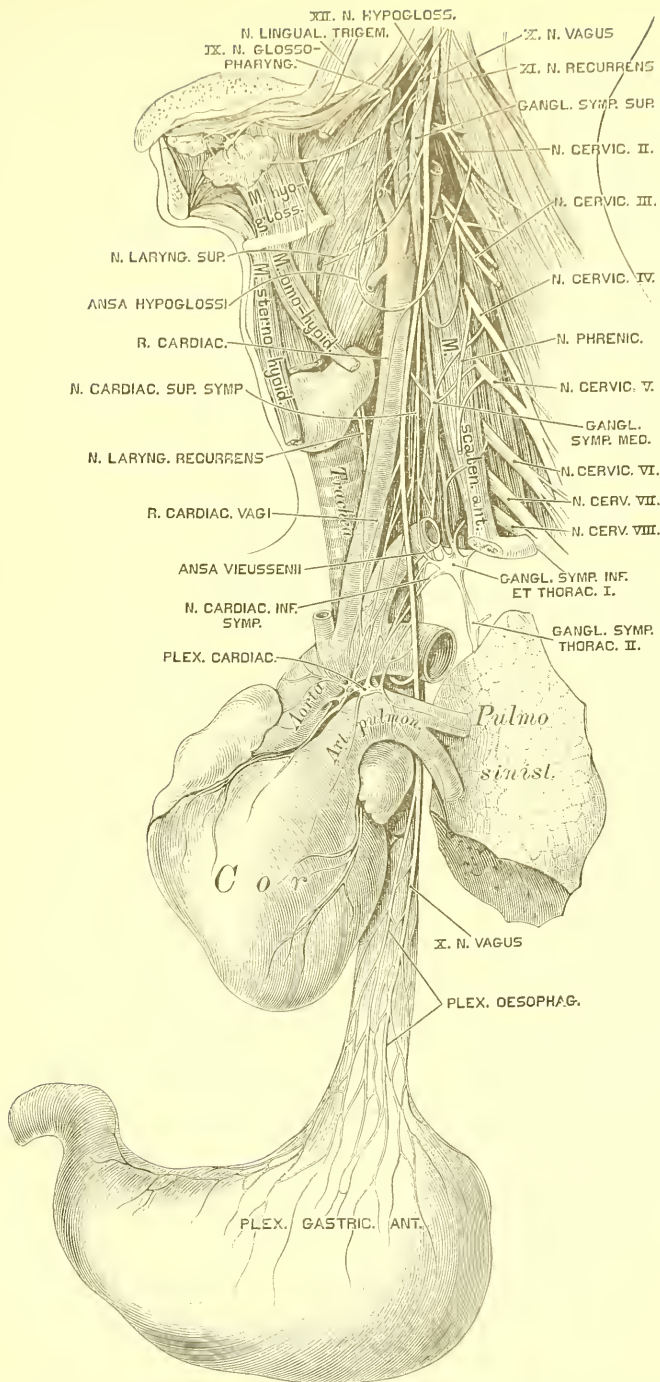 XII. N. HYPOGLOSS.
N. LINGUAL. TRIGEM.
IX. N. GLOSSO-
PHARYNG.
X. N. VAGUS
XI. N. RECURRENS
GANGL. SYMP. SUP.
N. CERVIC. II.
N. CERVIC. III.
M. hyo-
gloss.
N. LARYNG. SUP.
ANSA HYPOGLOSSI
M. omo-hyoid.
M. sterno-hyoid.
R. CARDIAC.
N. CARDIAC. SUP. SYMP
N. LARYNG. RECURRENS
Trachea
R. CARDIAC. VAGI
N. CERVIC. IV.
N. PHRENIC.
M.
scalen. ant.
N. CERVIC. V.
GANGL.
SYMP. MED.
N. CERVIC. VI.
N. CERV. VII.
N. CERV. VIII.
ANSA VIEUSSENII
GANGL. SYMP. INF.
ET THORAC. I.
N. CARDIAC. INF.
SYMP.
GANGL. SYMP.
THORAC. II.
PLEX. CARDIAC.
Aorta
Art. pulmon.
Pulmo
sinist.
Cor
X. N. VAGUS
PLEX. OESOPHAG.
PLEX. GASTRIC. ANT.